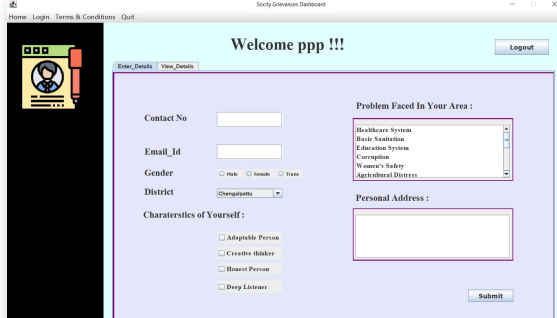 Socity Grievances Dashboard
Home Login Terms & Conditions Quit
Welcome ppp !!!
Logout
Enter_Details View_Details
Contact No
Email_Id
Gender
Male Female Trans
District
Chengalpattu
Charaterstics of Yourself :
Adaptable Person
Creative thinker
Honest Person
Deep Listener
Problem Faced In Your Area :
Healthcare System
Basic Sanitation
Education System
Corruption
Women's Safety
Agricultural Distress
Personal Address :
Submit